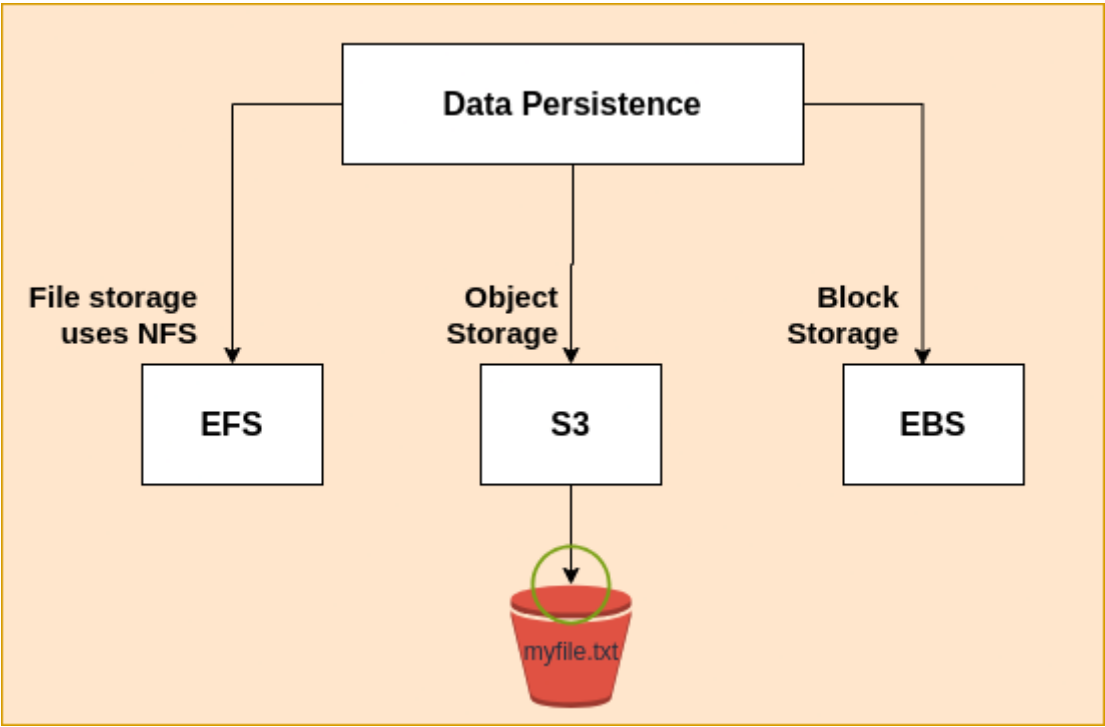 Data Persistence
File storage
uses NFS
Object
Storage
Block
Storage
EFS
S3
EBS
myfile.txt